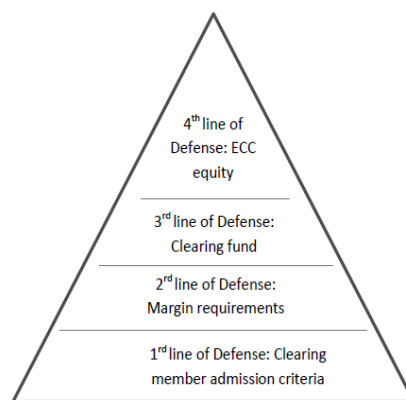 4th line of
Defense: ECC
equity
3rd line of Defense:
Clearing fund
2nd line of Defense:
Margin requirements
1rd line of Defense: Clearing
member admission criteria